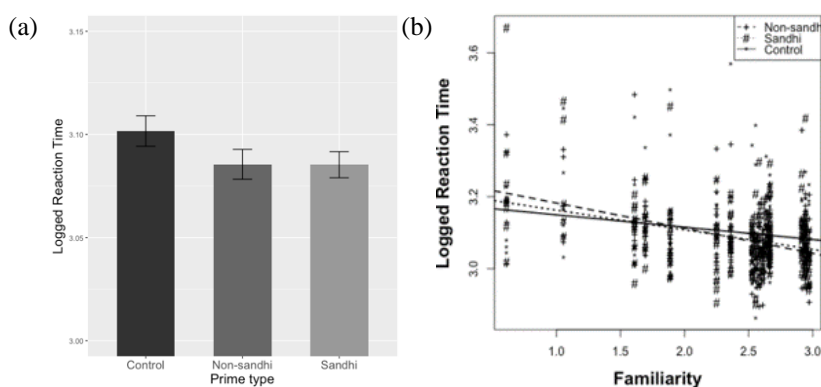 (a)
3.15
3.10
3.05
3.00
Logged Reaction Time
Control
Non-sandhi
Sandhi
Prime type
(b)
Non-sandh
Sandhi
Control
3.6
3.4
3.2
3.0
Logged Reaction Time
1.0
1.5
2.0
2.5
3.0
Familiarity